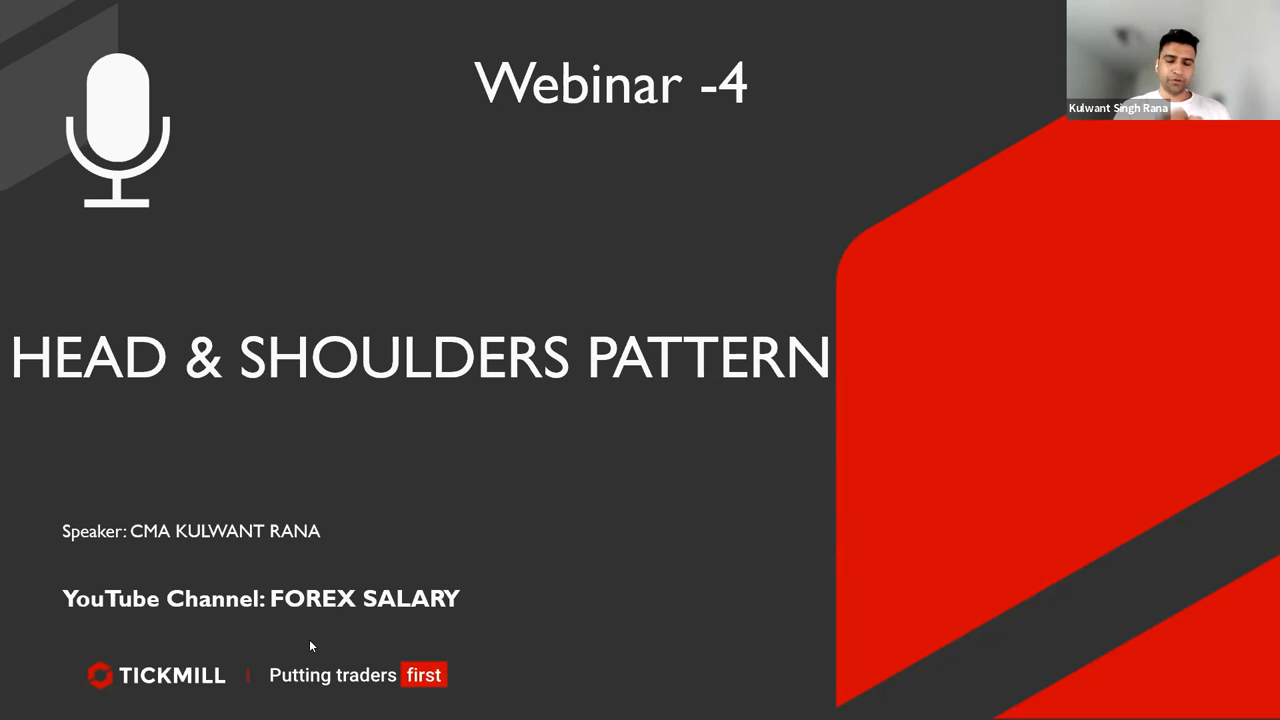 Webinar -4
Kulwant Singh Rana
HEAD & SHOULDERS PATTERN
Speaker: CMA KULWANT RANA
YouTube Channel: FOREX SALARY
TICKMILL | Putting traders first